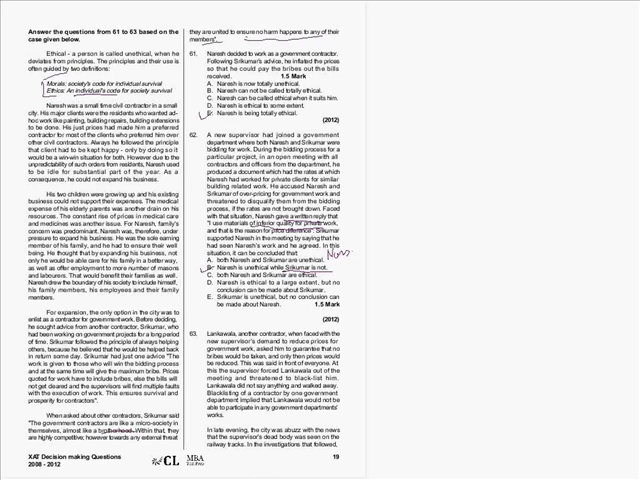 Answer the questions from 61 to 63 based on the
case given below.
Ethical - a person is called unethical, when he
deviates from principles. The principles and their use is
often guided by two definitions:
Morals: society's code for individual survival
Ethics: An individual's code for society survival
Naresh was a small time civil contractor in a small
city. His major clients were the residents who wanted ad-
hoc work like painting, building repairs, building extensions
to be done. His just prices had made him a preferred
contractor for most of the clients who preferred him over
other civil contractors. Always he followed the principle
that client had to be kept happy - only by doing so it
would be a win-win situation for both. However due to the
unpredictability of such orders from residents, Naresh used
to be idle for substantial part of the year. As a
consequence, he could not expand his business.
His two children were growing up and his existing
business could not support their expenses. The medical
expense of his elderly parents was another drain on his
resources. The constant rise of prices in medical care
and medicines was another issue. For Naresh, family's
concern was predominant. Naresh was, therefore, under
pressure to expand his business. He was the sole earning
member of his family, and he had to ensure their well
being. He thought that by expanding his business, not
only he would be able care for his family in a better way,
as well as offer employment to more number of masons
and labourers. That would benefit their families as well.
Naresh drew the boundary of his society to include himself,
his family members, his employees and their family
members.
For expansion, the only option in the city was to
enlist as a contractor for government work. Before deciding,
he sought advice from another contractor, Srikumar, who
had been working on government projects for a long period
of time. Srikumar followed the principle of always helping
others, because he believed that he would be helped back
in return some day. Srikumar had just one advice "The
work is given to those who will win the bidding process
and at the same time will give the maximum bribe. Prices
quoted for work have to include bribes, else the bills will
not get cleared and the supervisors will find multiple faults
with the execution of work. This ensures survival and
prosperity for contractors".
When asked about other contractors, Srikumar said
"The government contractors are like a micro-society in
themselves, almost like a brotherhood. Within that, they
are highly competitive; however towards any external threat
XAT Decision making Questions
2008 - 2012
CL
MBA
they are united to ensure no harm happens to any of their
members".
61. Naresh decided to work as a government contractor.
Following Srikumar's advice, he inflated the prices
so that he could pay the bribes out the bills
received. 1.5 Mark
A. Naresh is now totally unethical.
B. Naresh can not be called totally ethical.
C. Naresh can be called ethical when it suits him.
D. Naresh is ethical to some extent.
E. Naresh is being totally ethical.
(2012)
62. A new supervisor had joined a government
department where both Naresh and Srikumar were
bidding for work. During the bidding process for a
particular project, in an open meeting with all
contractors and officers from the department, he
produced a document which had the rates at which
Naresh had worked for private clients for similar
building related work. He accused Naresh and
Srikumar of over-pricing for government work and
threatened to disqualify them from the bidding
process, if the rates are not brought down. Faced
with that situation, Naresh gave a written reply that
"I use materials of inferior quality for private work,
and that is the reason for price difference". Srikumar
supported Naresh in the meeting by saying that he
had seen Naresh's work and he agreed. In this
situation, it can be concluded that:
A. both Naresh and Srikumar are unethical.
B. Naresh is unethical while Srikumar is not.
C. both Naresh and Srikumar are ethical.
D. Naresh is ethical to a large extent, but no
conclusion can be made about Srikumar.
E. Srikumar is unethical, but no conclusion can
be made about Naresh. 1.5 Mark
(2012)
63. Lankawala, another contractor, when faced with the
new supervisor's demand to reduce prices for
government work, asked him to guarantee that no
bribes would be taken, and only then prices would
be reduced. This was said in front of everyone. At
this the supervisor forced Lankawala out of the
meeting and threatened to black-list him.
Lankawala did not say anything and walked away.
Blacklisting of a contractor by one government
department implied that Lankawala would not be
able to participate in any government departments'
works.
In late evening, the city was abuzz with the news
that the supervisor's dead body was seen on the
railway tracks. In the investigations that followed,
19